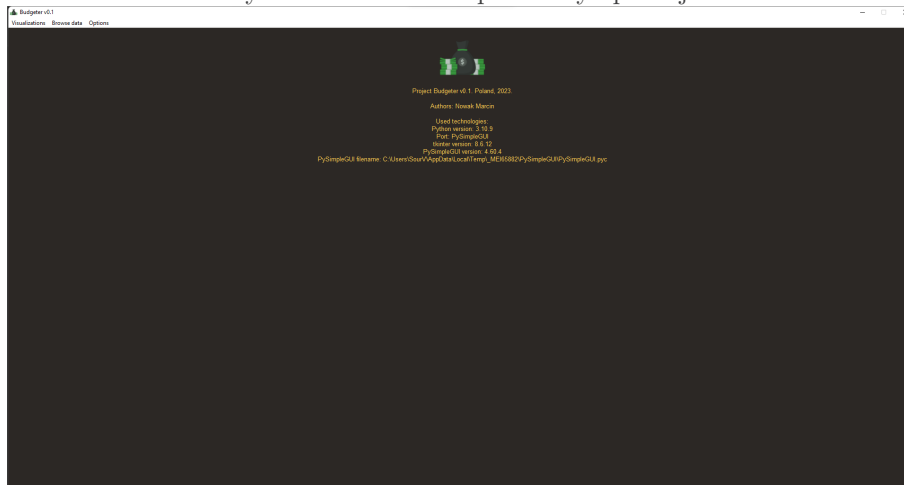 Budgeter v0.1
Visualizations Browse data Options
$
Project Budgeter v0.1. Poland, 2023.
Authors: Nowak Marcin
Used technologies:
Python version: 3.10.9
Port: PySimpleGUI
tkinter version: 8.6.12
PySimpleGUI version: 4.60.4
PySimpleGUI filename: C:\Users\SourV\AppData\Local\Temp\_MEI65882\PySimpleGUI\PySimpleGUI.pyc